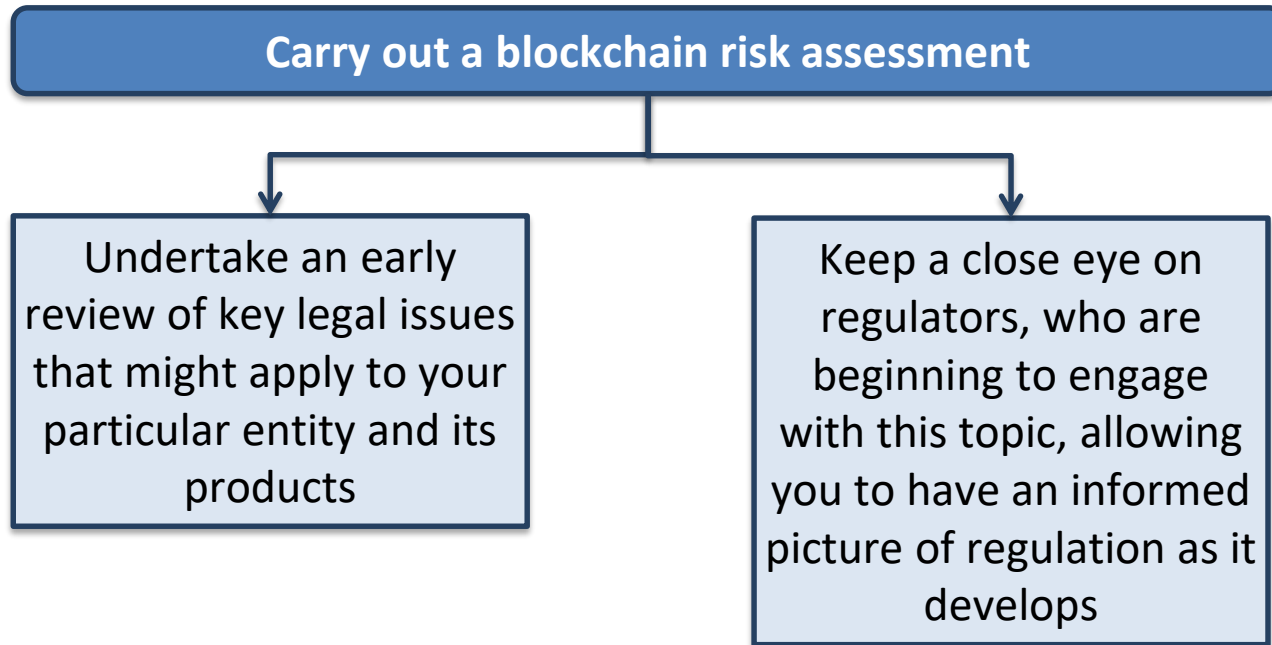 Carry out a blockchain risk assessment
Undertake an early
review of key legal issues
that might apply to your
particular entity and its
products
Keep a close eye on
regulators, who are
beginning to engage
with this topic, allowing
you to have an informed
picture of regulation as it
develops